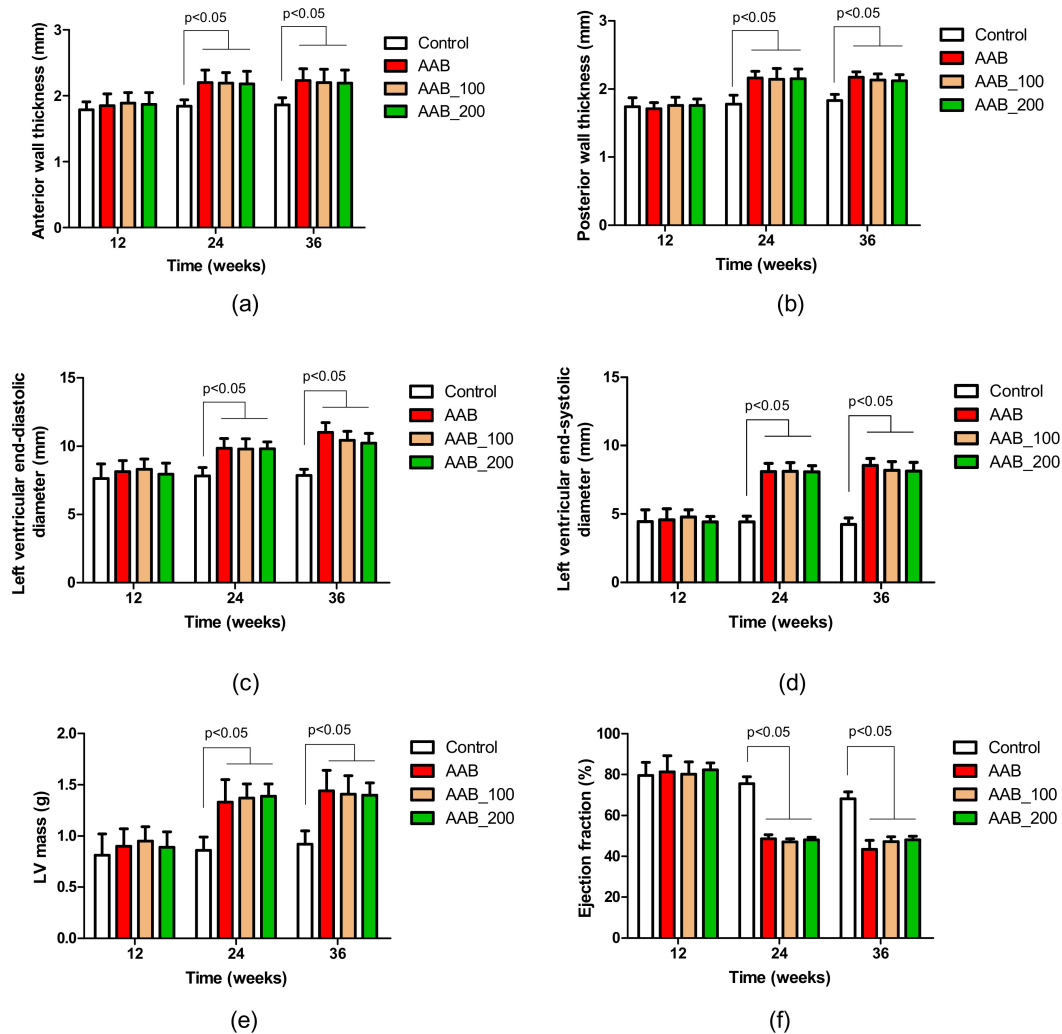 p<0.05
p<0.05
3
2
1
0
Anterior wall thickness (mm)
12
24
36
Time (weeks)
Control
AAB
AAB_100
AAB_200
(a)
p<0.05
p<0.05
3
2
1
0
Posterior wall thickness (mm)
12
24
36
Time (weeks)
Control
AAB
AAB_100
AAB_200
(b)
p<0.05
p<0.05
15
10
5
0
Left ventricular end-diastolic
diameter (mm)
12
24
36
Time (weeks)
Control
AAB
AAB_100
AAB_200
(c)
p<0.05
p<0.05
15
10
5
0
Left ventricular end-systolic
diameter (mm)
12
24
36
Time (weeks)
Control
AAB
AAB_100
AAB_200
(d)
p<0.05
p<0.05
2.0
1.5
1.0
0.5
0.0
LV mass (g)
12
24
36
Time (weeks)
Control
AAB
AAB_100
AAB_200
(e)
p<0.05
p<0.05
100
80
60
40
20
0
Ejection fraction (%)
12
24
36
Time (weeks)
Control
AAB
AAB_100
AAB_200
(f)